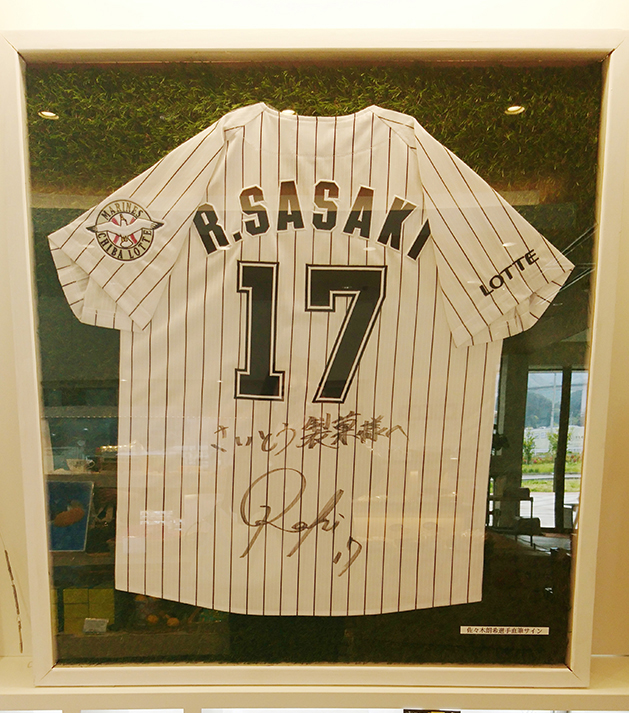 R.SASAKI
MARINES
CHIBA LOTTE
LOTTE
17
さいとう製菓様へ
Roki 17
佐々木朗希選手直筆サイン